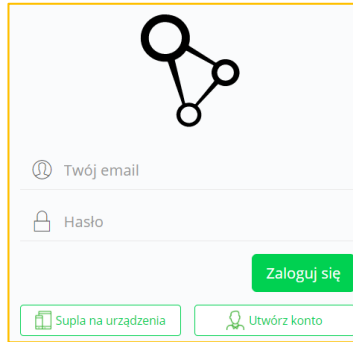 Twój email
Hasło
Zaloguj się
Supla na urządzenia
Utwórz konto